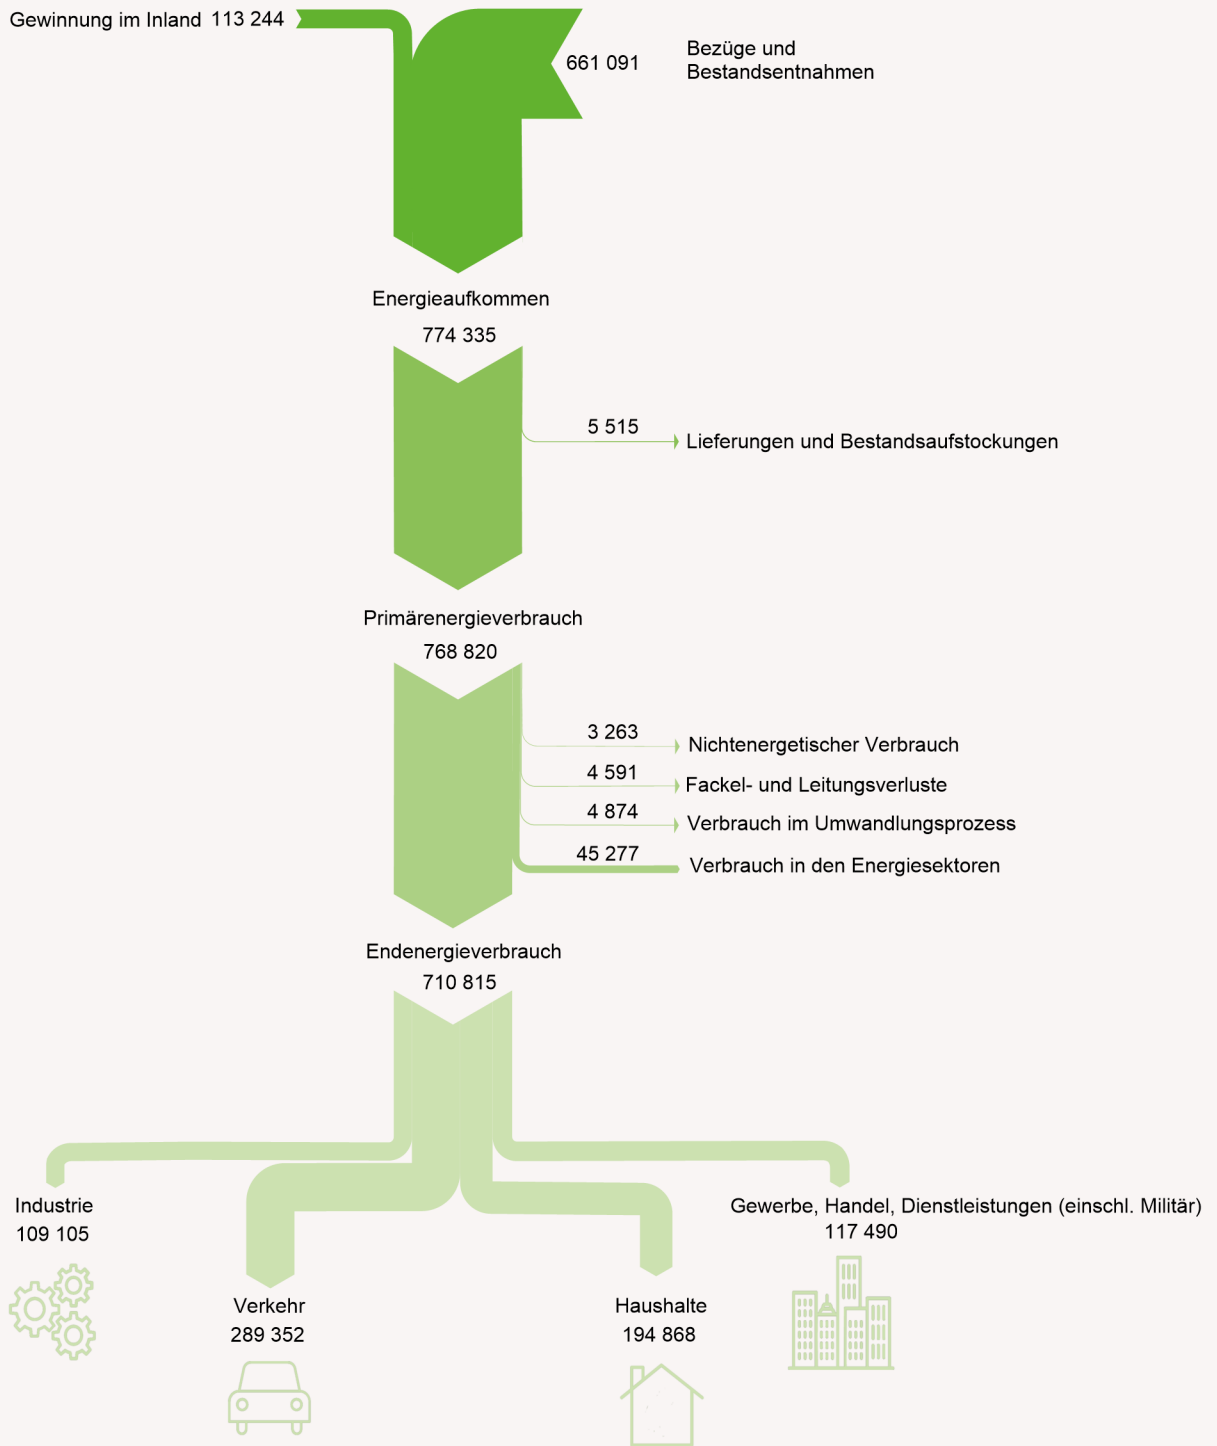 Gewinnung im Inland 113 244
661 091
Bezüge und
Bestandsentnahmen
Energieaufkommen
774 335
5 515
Lieferungen und Bestandsaufstockungen
Primärenergieverbrauch
768 820
3 263
Nichtenergetischer Verbrauch
4 591
Fackel- und Leitungsverluste
4 874
Verbrauch im Umwandlungsprozess
45 277
Verbrauch in den Energiesektoren
Endenergieverbrauch
710 815
Industrie
109 105
Gewerbe, Handel, Dienstleistungen (einschl. Militär)
117 490
Verkehr
289 352
Haushalte
194 868